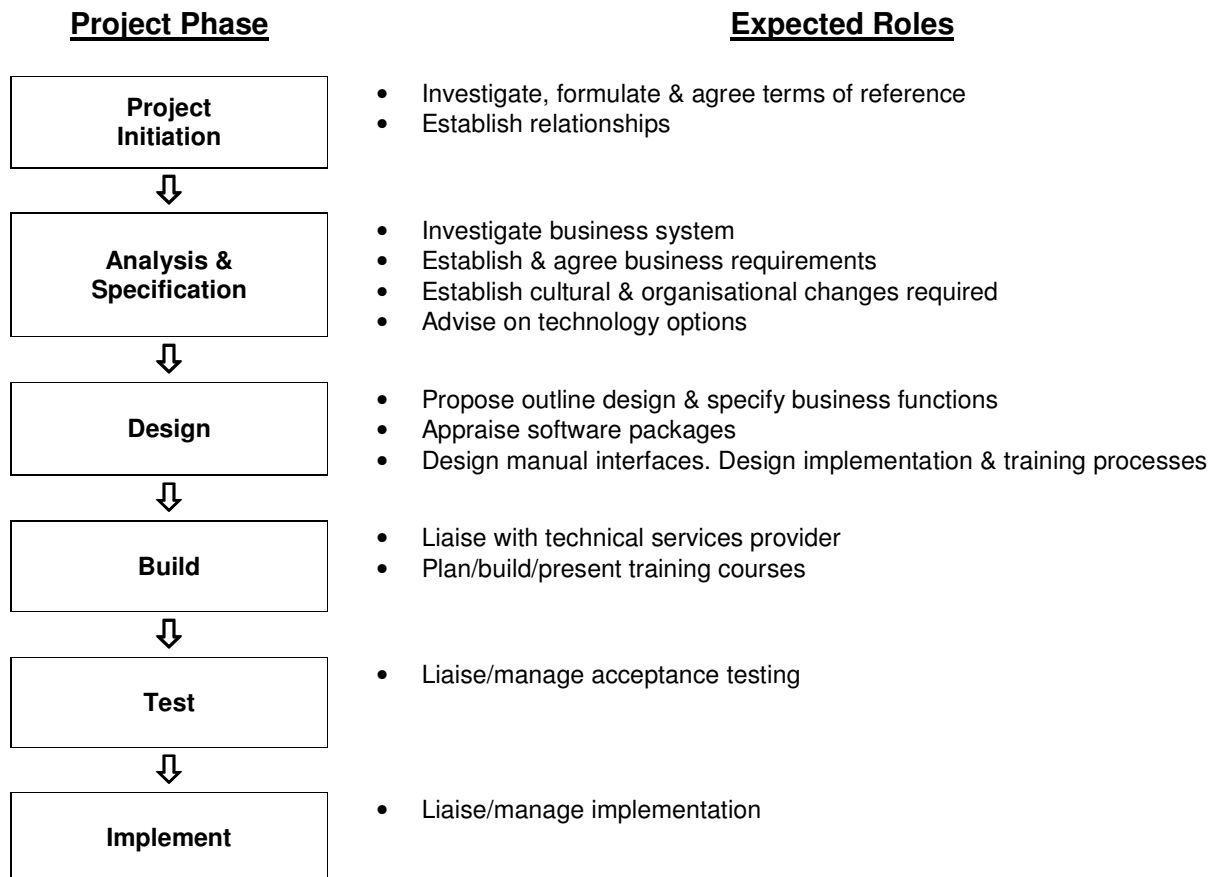 Project Phase
Expected Roles
Project
Initiation
• Investigate, formulate & agree terms of reference
• Establish relationships
Analysis &
Specification
• Investigate business system
• Establish & agree business requirements
• Establish cultural & organisational changes required
• Advise on technology options
Design
• Propose outline design & specify business functions
• Appraise software packages
• Design manual interfaces. Design implementation & training processes
Build
• Liaise with technical services provider
• Plan/build/present training courses
Test
• Liaise/manage acceptance testing
Implement
• Liaise/manage implementation